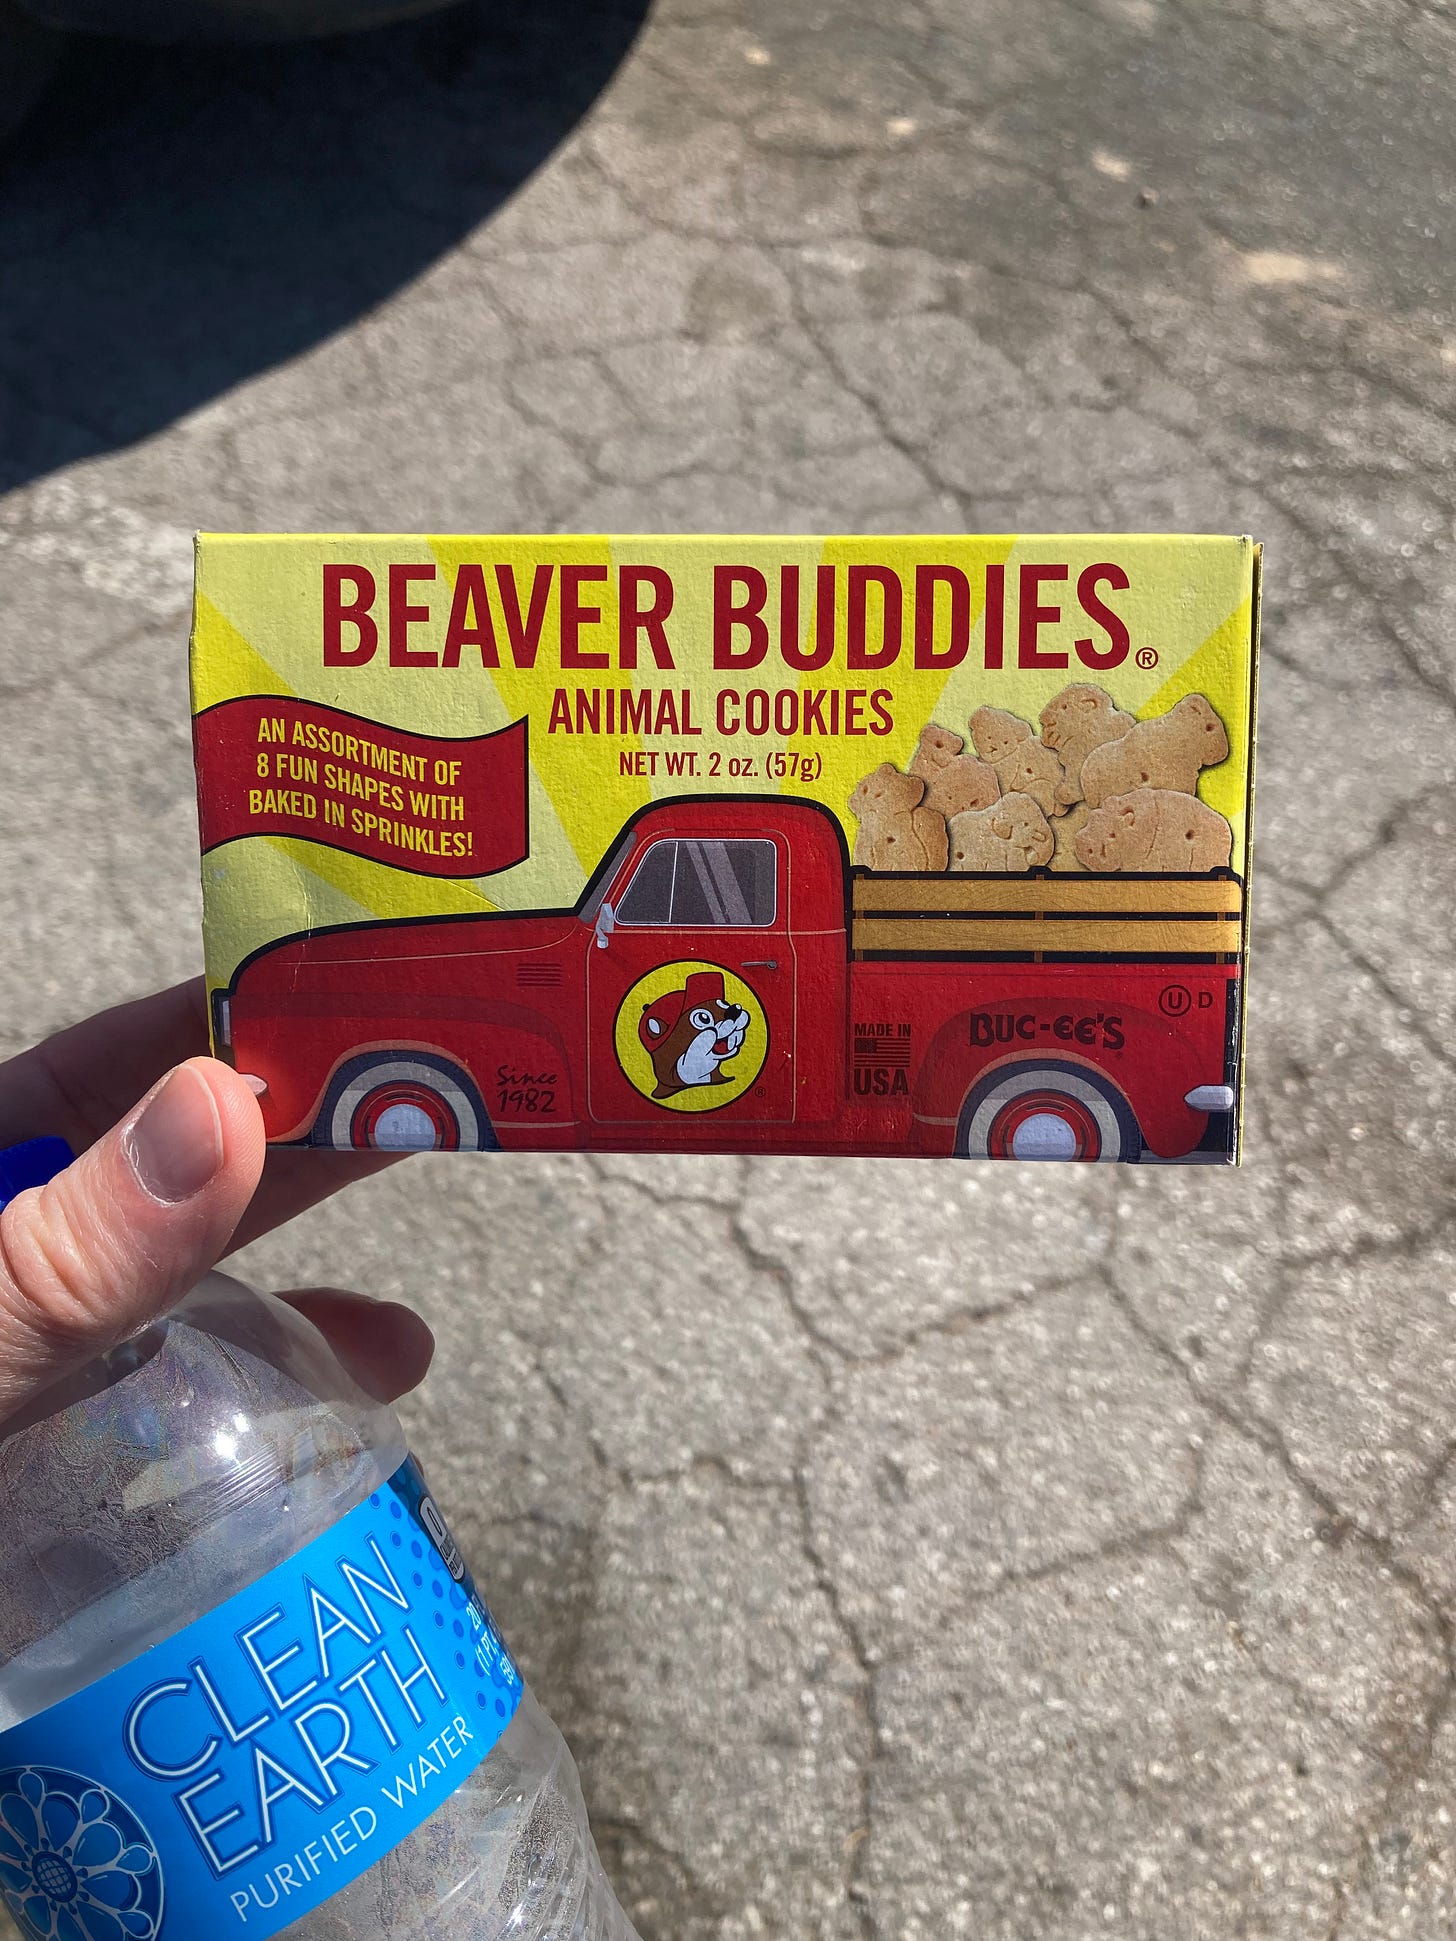 BEAVER BUDDIES®
ANIMAL COOKIES
NET WT. 2 oz. (57g)
AN ASSORTMENT OF
8 FUN SHAPES WITH
BAKED IN SPRINKLES!
Since
1982
®
MADE IN
USA
BUC-EE'S
U D
CLEAN
EARTH
PURIFIED WATER
0